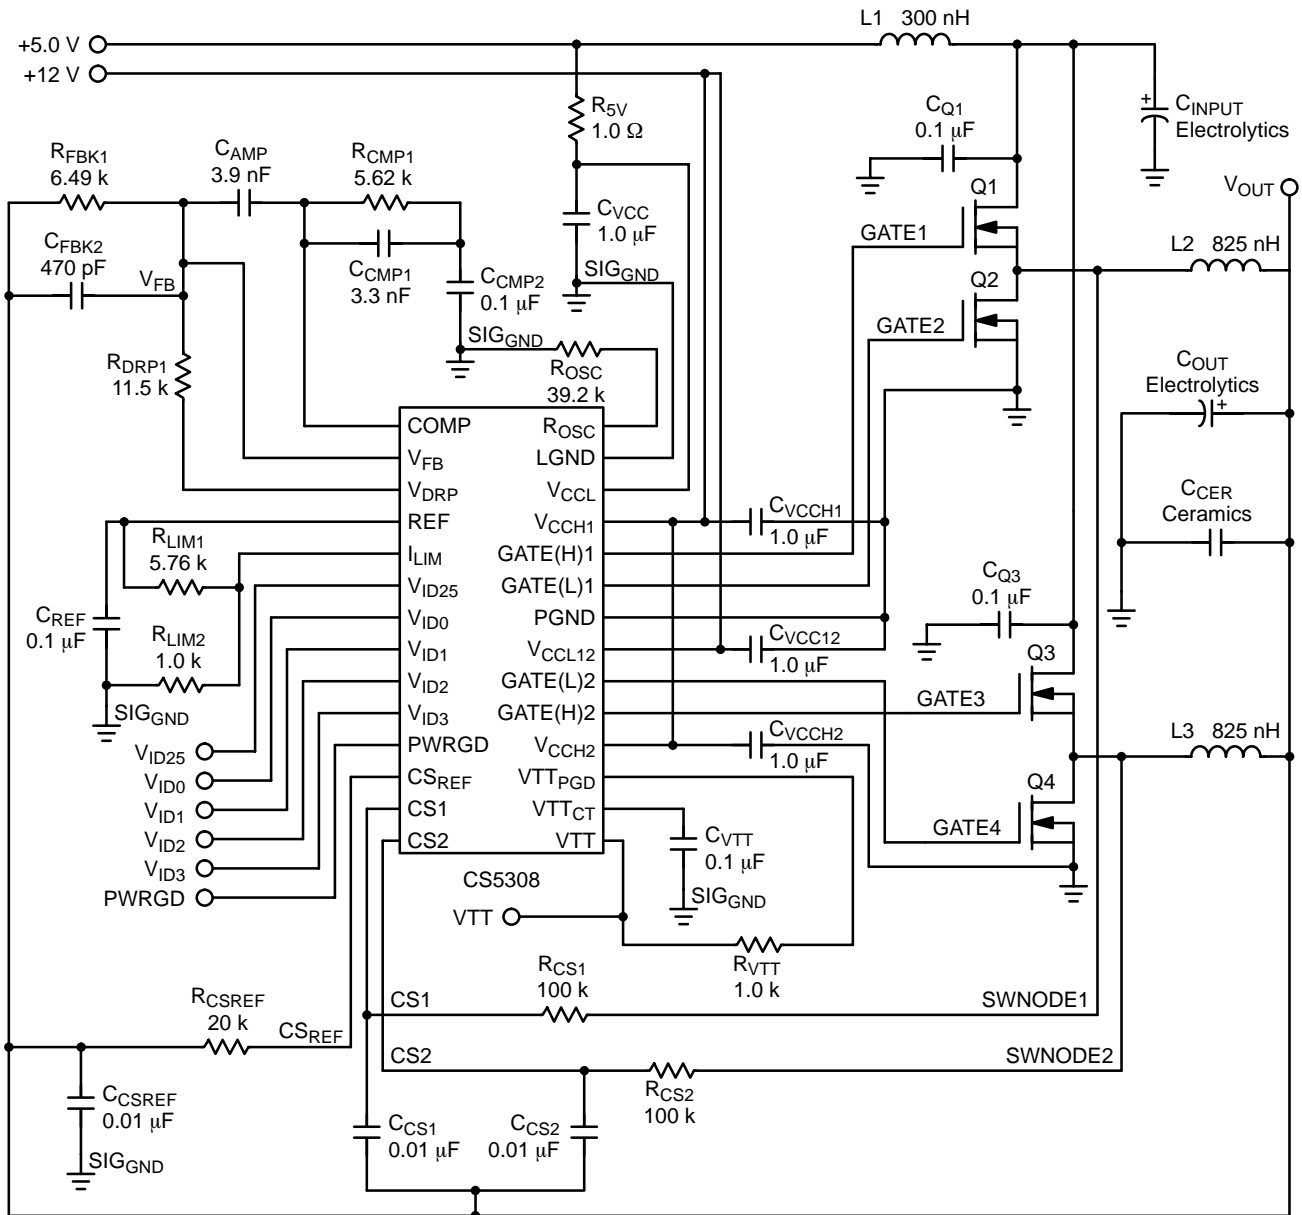 L1 300 nH
+5.0 V
+12 V
R5V
1.0 Ω
CQ1
0.1 μF
CINPUT
Electrolytics
RFBK1
6.49 k
CAMP
3.9 nF
RCMP1
5.62 k
VOUT
Q1
CVCC
1.0 μF
GATE1
L2 825 nH
CFBK2
470 pF
VFB
CCMP1
3.3 nF
CCMP2
0.1 μF
SIGGND
Q2
GATE2
SIGGND
RDRP1
11.5 k
ROSC
39.2 k
COUT
Electrolytics
COMP
VFB
VDRP
REF
ILIM
VID25
VID0
VID1
VID2
VID3
PWRGD
CSREF
CS1
CS2
ROSC
LGND
VCCL
VCCH1
GATE(H)1
GATE(L)1
PGND
VCCL12
GATE(L)2
GATE(H)2
VCCH2
VTTPGD
VTTCT
VTT
CS5308
CVCCH1
1.0 μF
CCER
Ceramics
RLIM1
5.76 k
CREF
0.1 μF
RLIM2
1.0 k
SIGGND
CQ3
0.1 μF
CVCC12
1.0 μF
Q3
GATE3
CVCCH2
1.0 μF
L3 825 nH
Q4
GATE4
VID25
VID0
VID1
VID2
VID3
PWRGD
CVTT
0.1 μF
SIGGND
VTT
RVTT
1.0 k
RCS1
100 k
CS1
SWNODE1
RCSREF
20 k
CSREF
CS2
SWNODE2
RCS2
100 k
CCSREF
0.01 μF
SIGGND
CCS1
0.01 μF
CCS2
0.01 μF